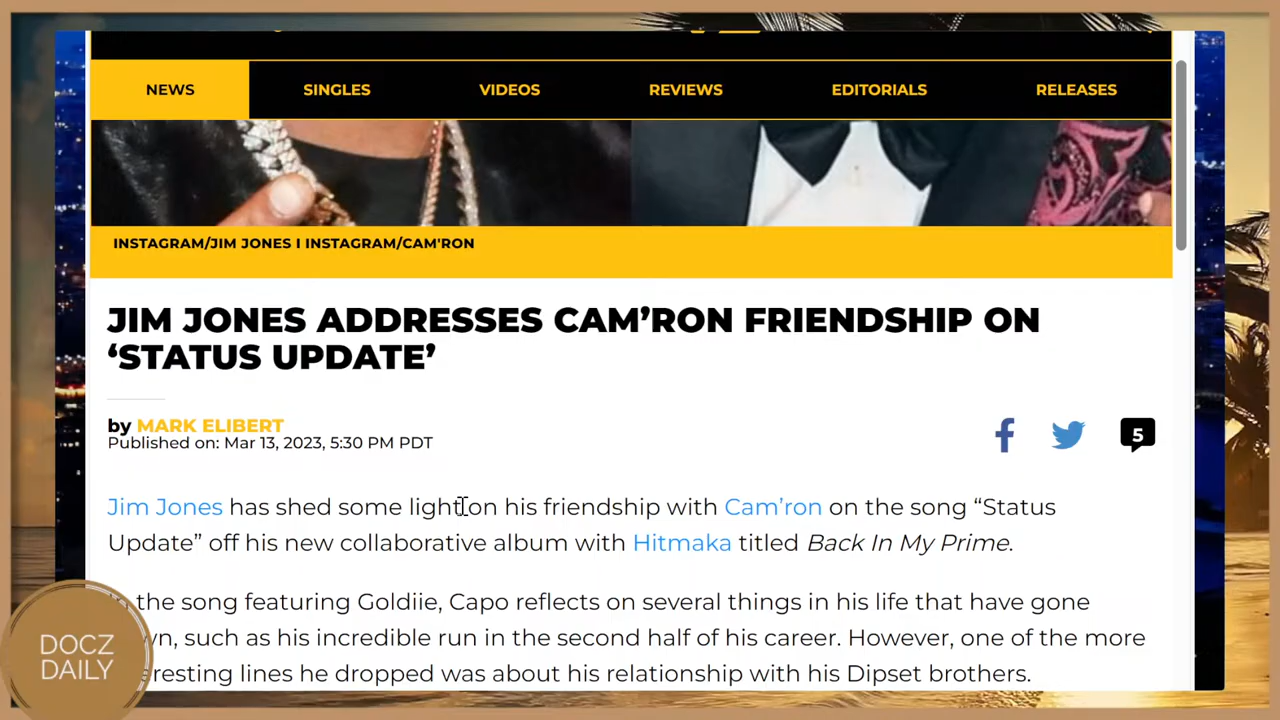 NEWS SINGLES VIDEOS REVIEWS EDITORIALS RELEASES
INSTAGRAM/JIM JONES I INSTAGRAM/CAM'RON
JIM JONES ADDRESSES CAM’RON FRIENDSHIP ON
‘STATUS UPDATE’
by MARK ELIBERT
Published on: Mar 13, 2023, 5:30 PM PDT
5
Jim Jones has shed some light on his friendship with Cam’ron on the song “Status
Update” off his new collaborative album with Hitmaka titled Back In My Prime.
the song featuring Goldiie, Capo reflects on several things in his life that have gone
such as his incredible run in the second half of his career. However, one of the more
lines he dropped was about his relationship with his Dipset brothers.
DOCZ
DAILY